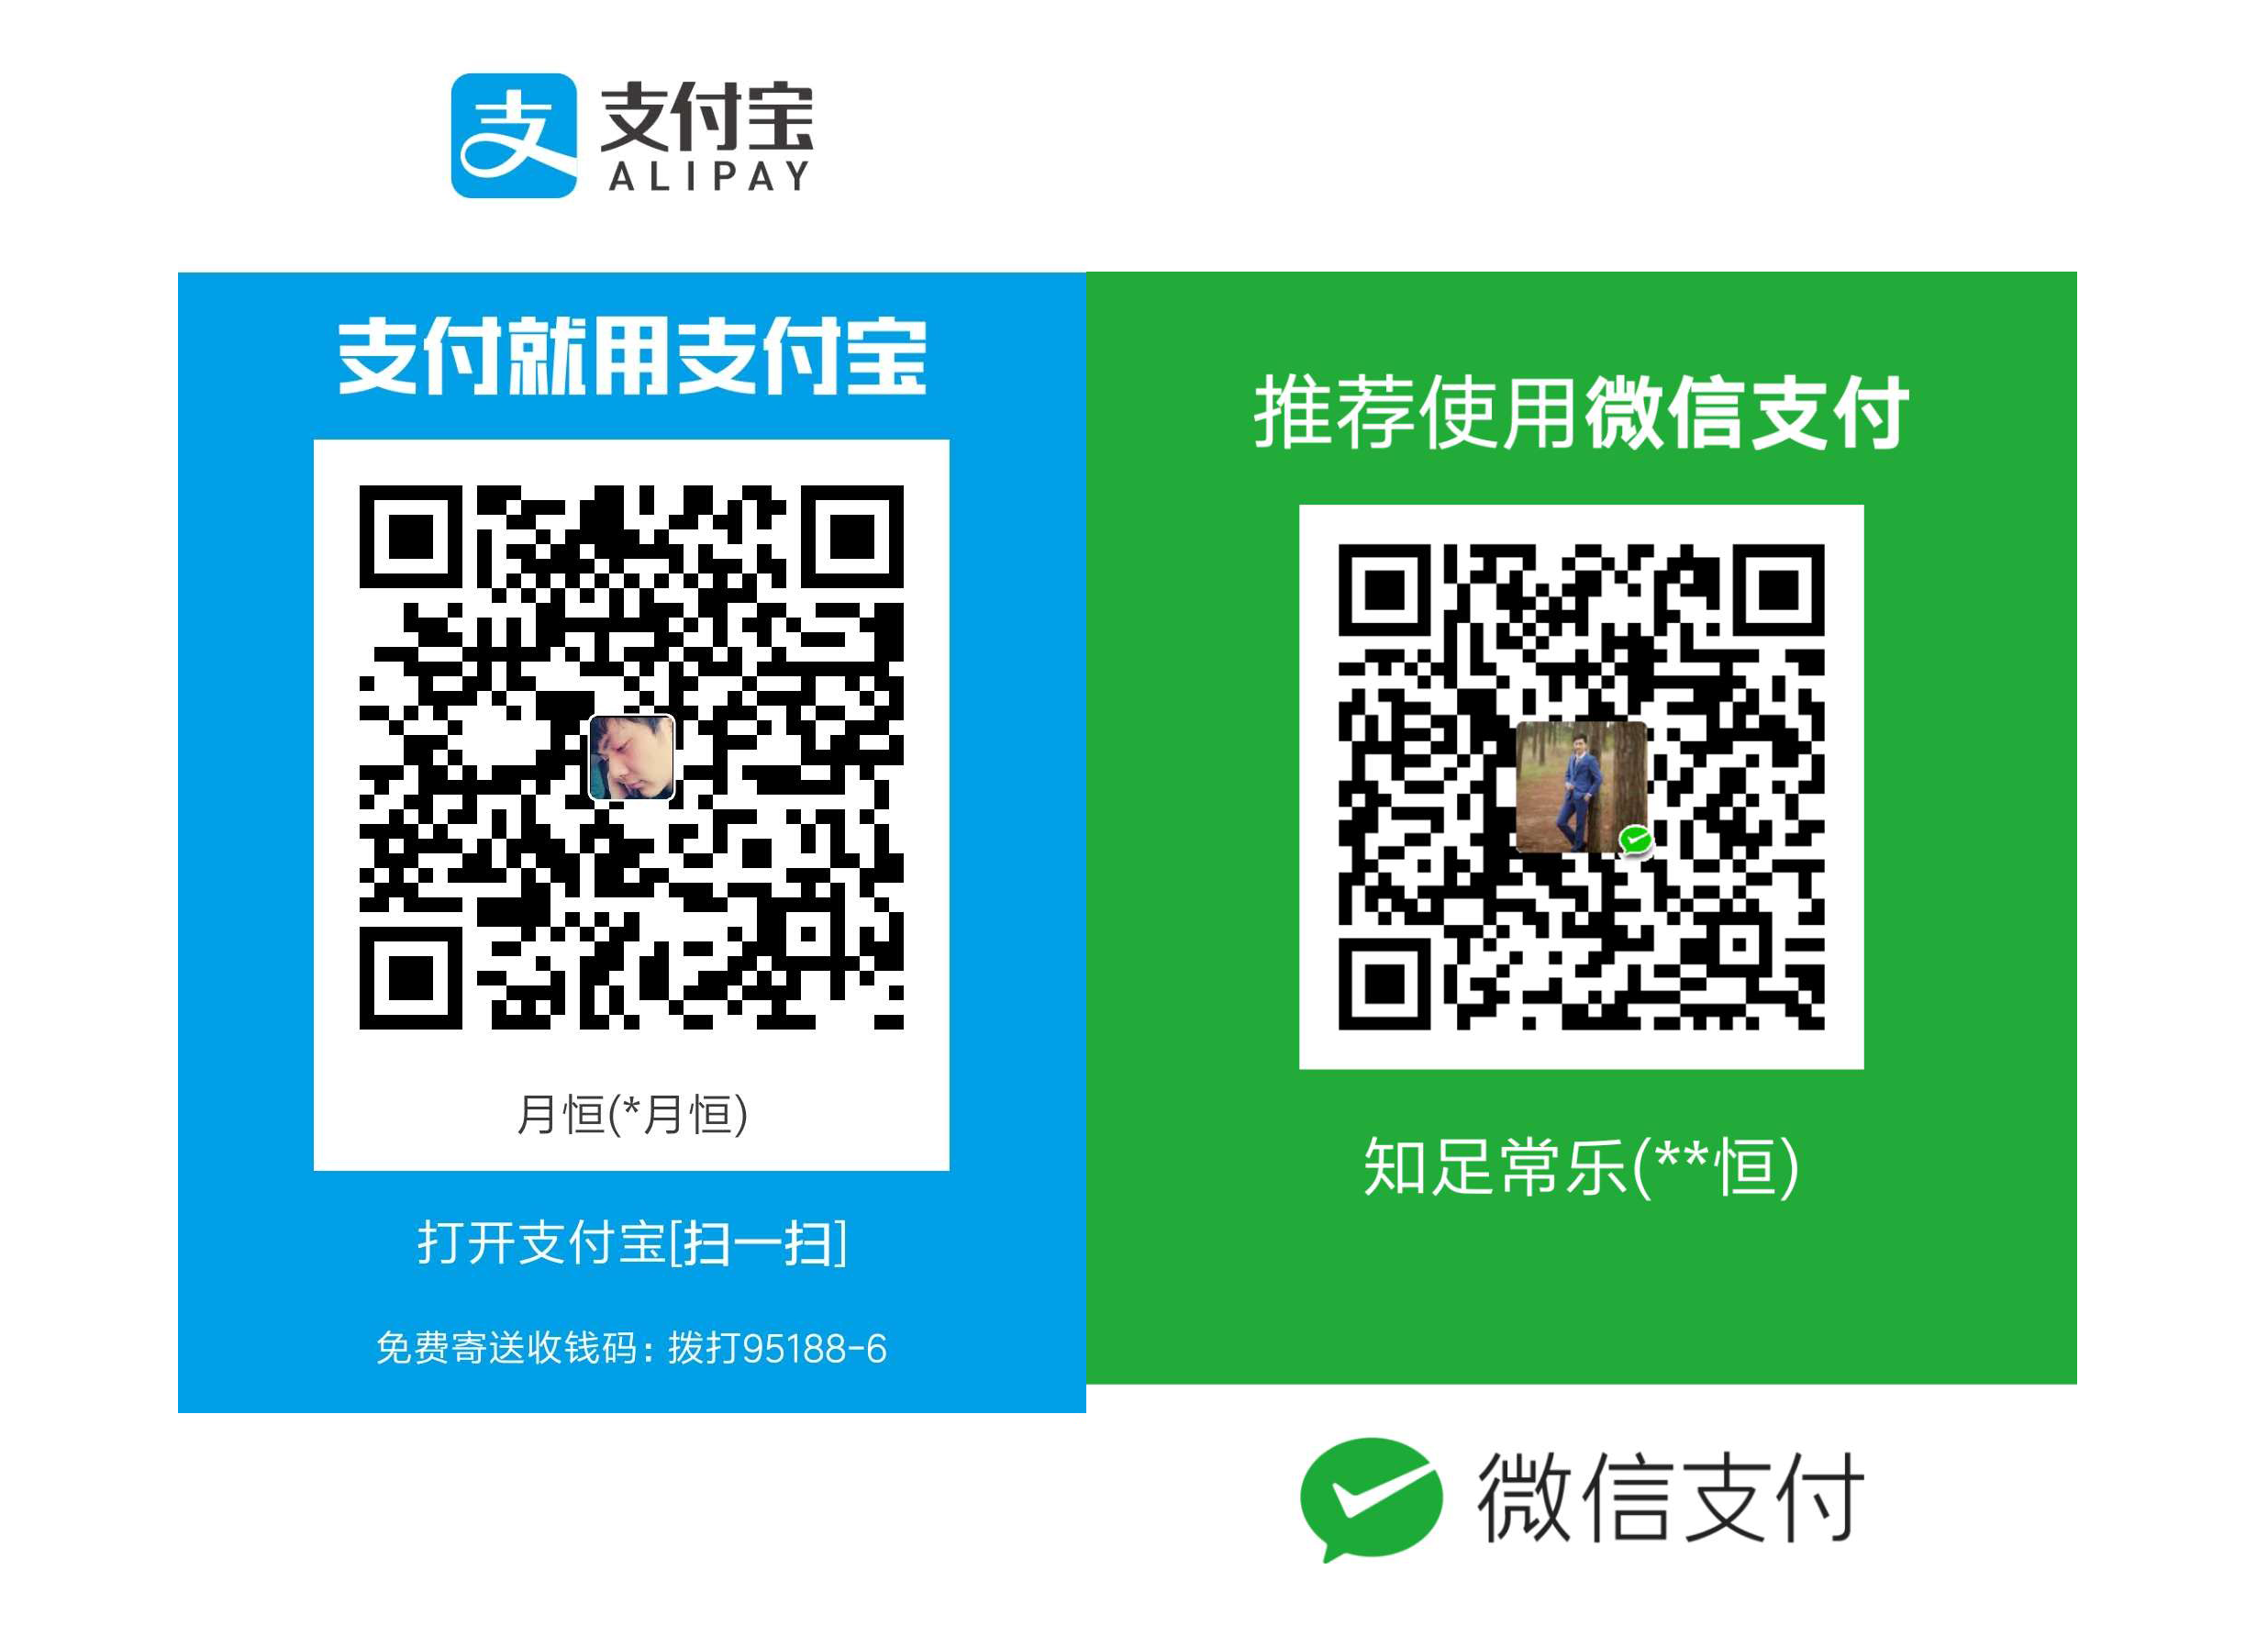 支付宝
ALIPAY
支付就用支付宝
月恒(*月恒)
打开支付宝[扫一扫]
免费寄送收钱码：拨打95188-6
推荐使用微信支付
知足常乐(**恒)
微信支付